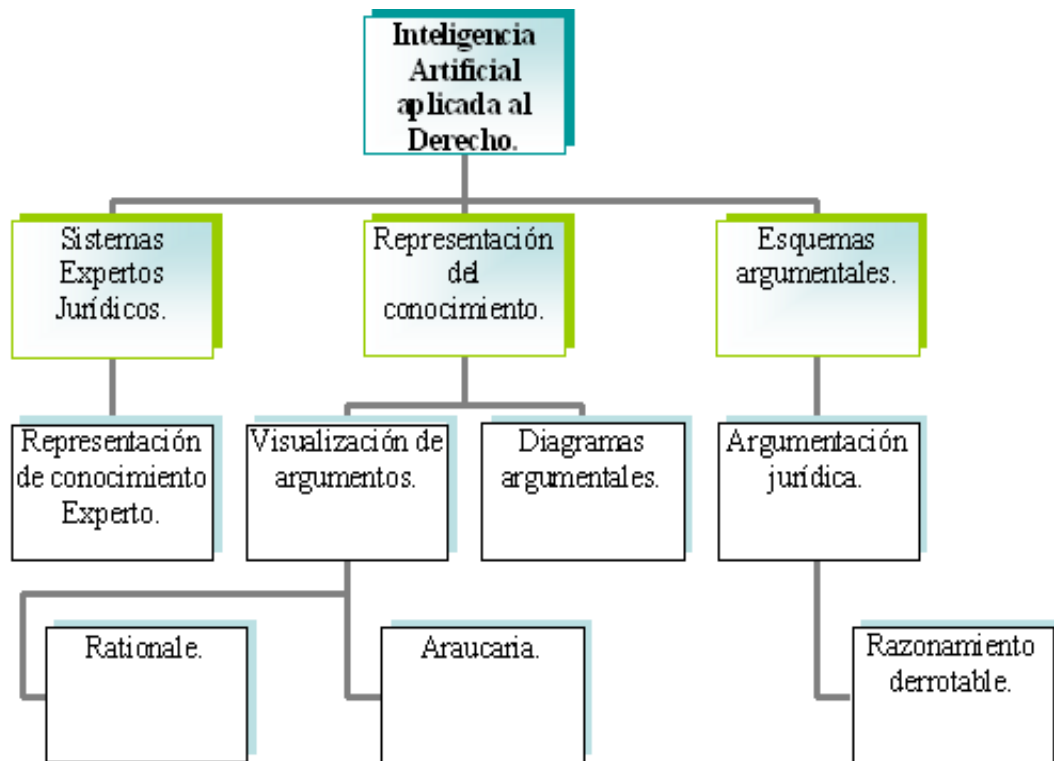 Inteligencia
Artificial
aplicada al
Derecho.
Sistemas
Expertos
Jurídicos.
Representación
del
conocimiento.
Esquemas
argumentales.
Representación
de conocimiento
Experto.
Visualización de
argumentos.
Diagramas
argumentales.
Argumentación
jurídica.
Rationale.
Araucaria.
Razonamiento
derrotable.